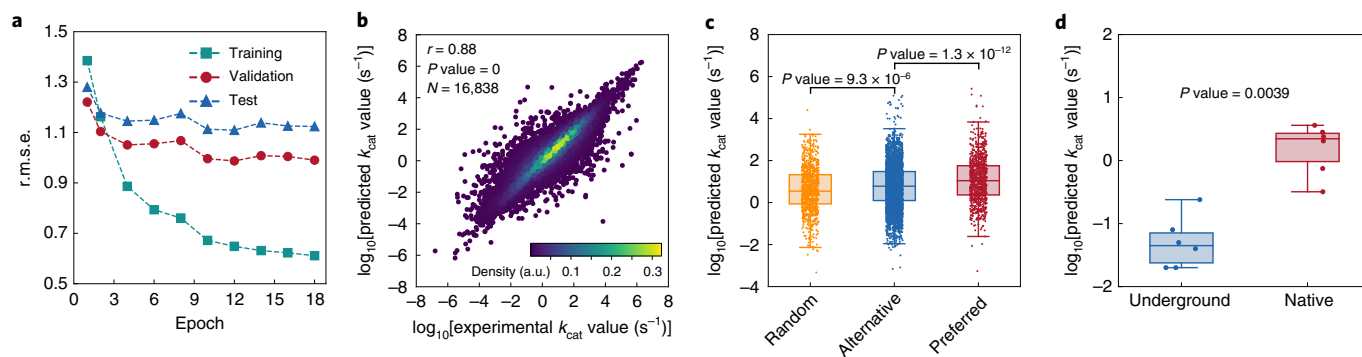 a
1.5
1.3
1.1
0.9
0.7
0.5
r.m.s.e.
0 3 6 9 12 15 18
Epoch
Training
Validation
Test
b
8
6
4
2
0
–2
–4
–6
–8
log10[predicted kcat value (s–1)]
r = 0.88
P value = 0
N = 16,838
Density (a.u.) 0.1 0.2 0.3
–8 –6 –4 –2 0 2 4 6 8
log10[experimental kcat value (s–1)]
c
8
6
4
2
0
–2
–4
log10[predicted kcat value (s–1)]
P value = 1.3 × 10–12
P value = 9.3 × 10–6
Random
Alternative
Preferred
d
2
1
0
–1
–2
log10[predicted kcat value (s–1)]
P value = 0.0039
Underground Native